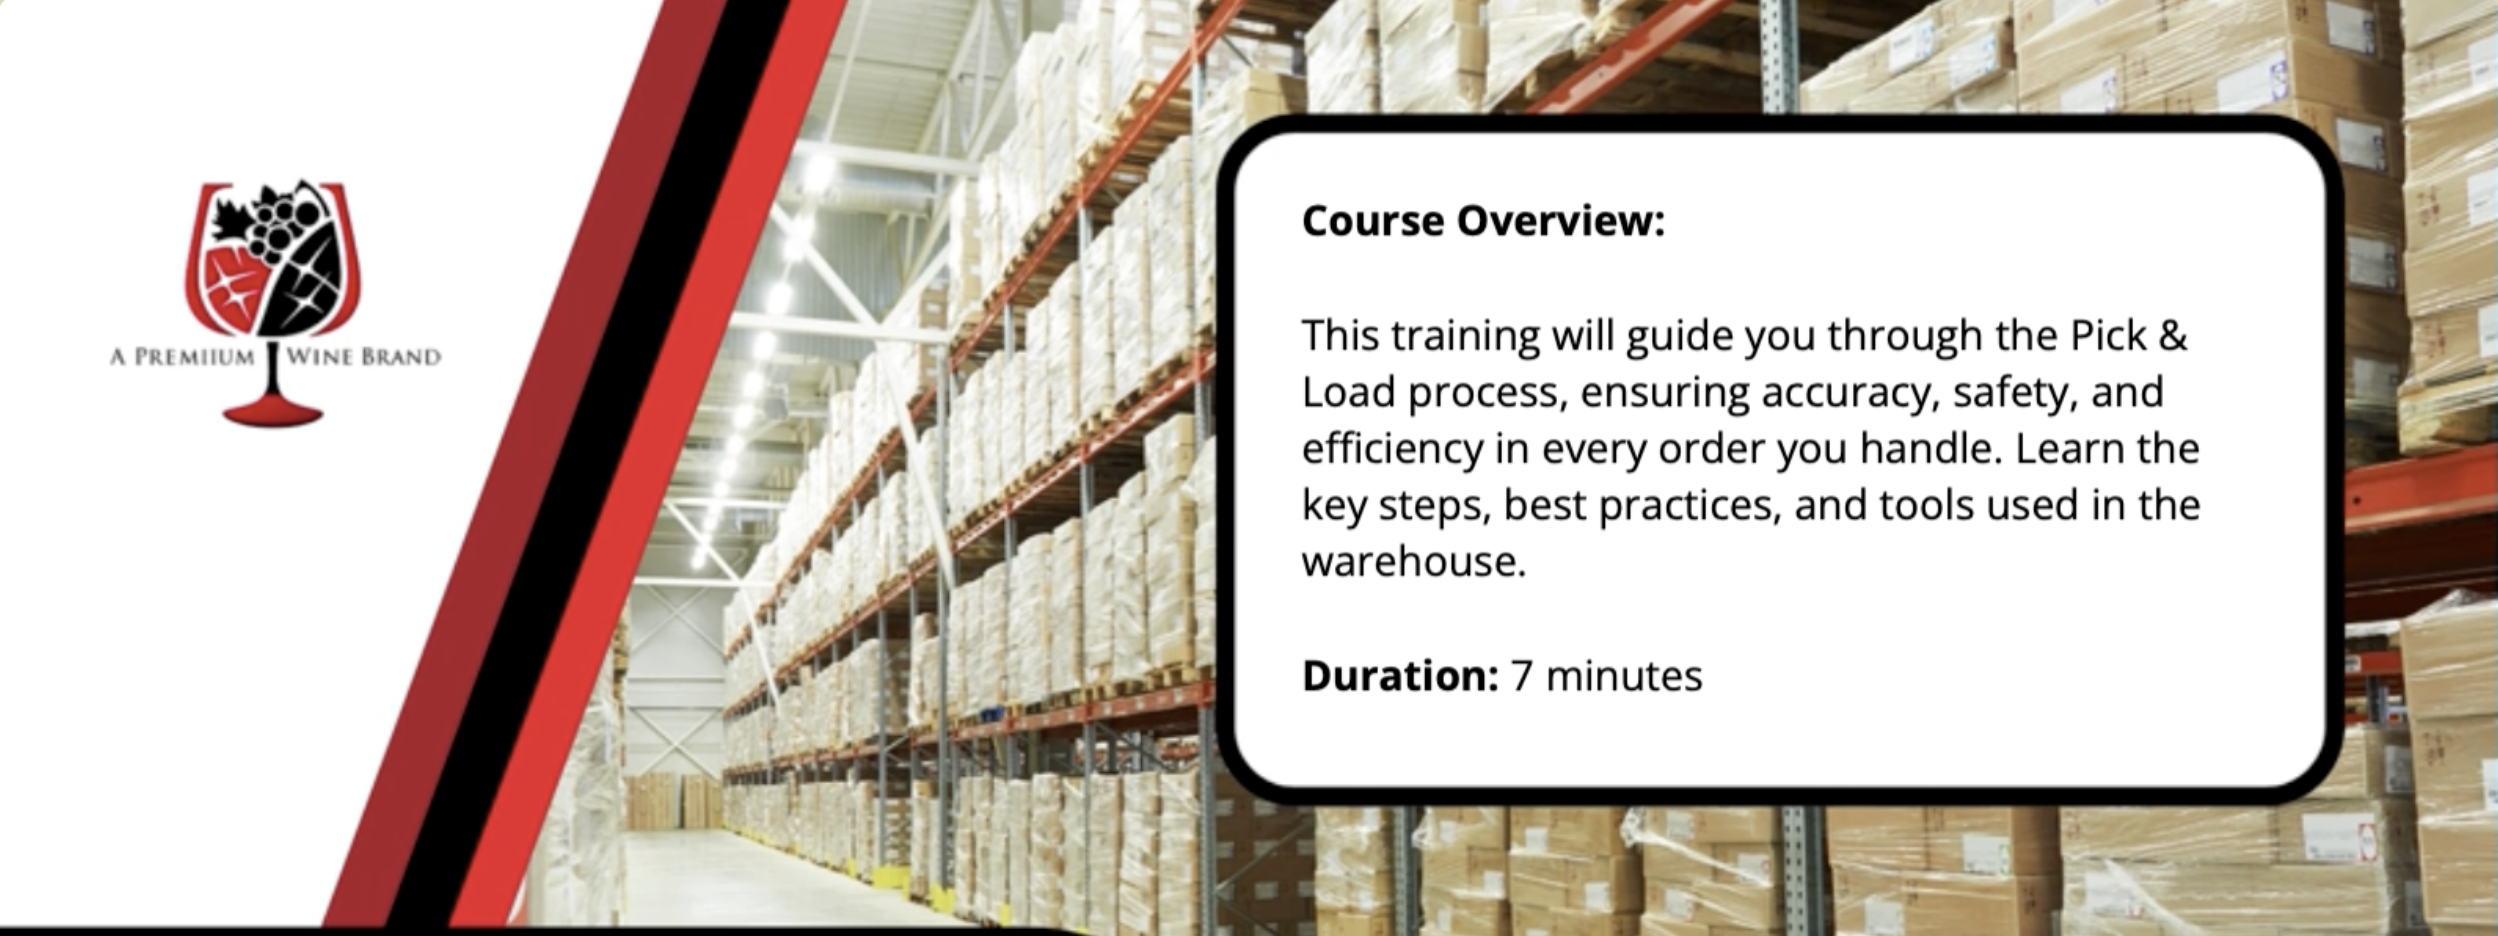 A PREMIIUM WINE BRAND
Course Overview:
This training will guide you through the Pick &
Load process, ensuring accuracy, safety, and
efficiency in every order you handle. Learn the
key steps, best practices, and tools used in the
warehouse.
Duration: 7 minutes